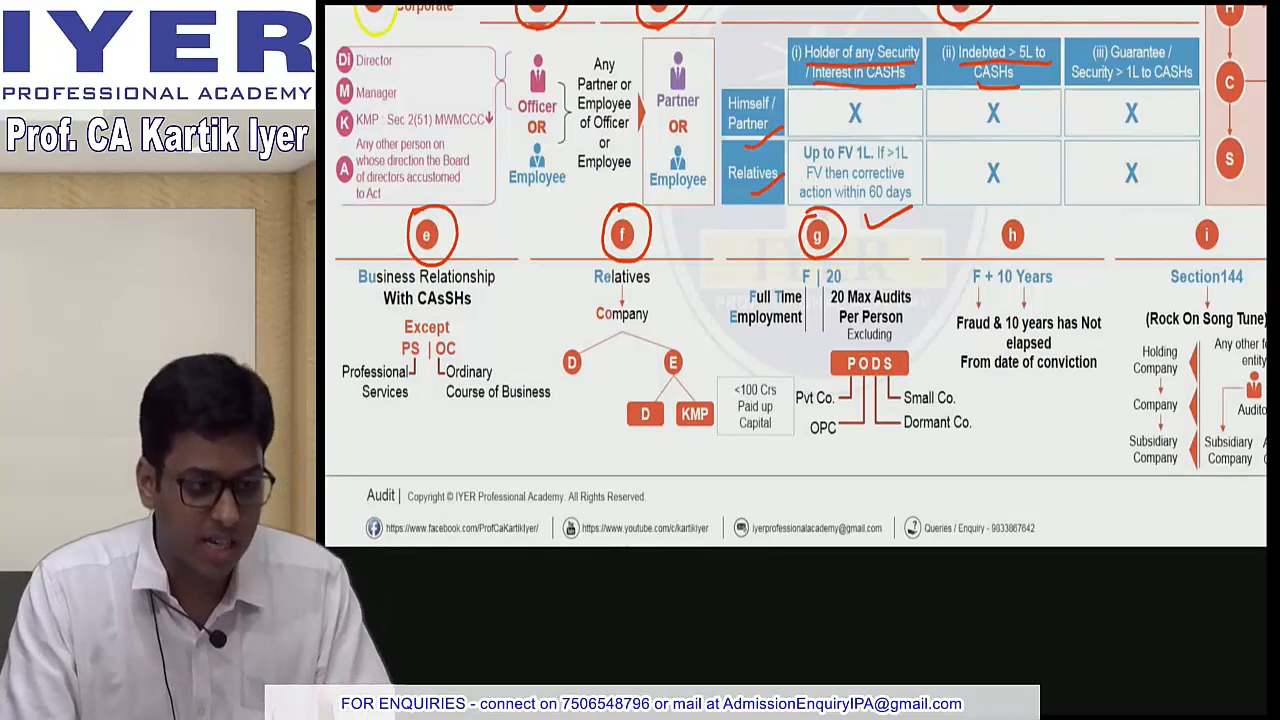 IYER
PROFESSIONAL ACADEMY
Prof. CA Kartik Iyer
Corporate
Di Director
M Manager
K KMP : Sec 2(51) MWMCCC
A Any other person on
whose direction the Board
of directors accustomed
to Act
Officer
OR
Employee
Any
Partner or
Employee
of Officer
or
Employee
Partner
OR
Employee
(i) Holder of any Security
/ Interest in CASHs
(ii) Indebted > 5L to
CASHs
(iii) Guarantee /
Security > 1L to CASHs
Himself /
Partner
X
X
X
Relatives
Up to FV 1L. If >1L
FV then corrective
action within 60 days
X
X
H
C
S
e
Business Relationship
With CAsSHs
Except
PS | OC
Professional
Services
Ordinary
Course of Business
f
Relatives
Company
D
E
D
KMP
g
F | 20
Full Time
Employment
20 Max Audits
Per Person
Excluding
P O D S
<100 Crs
Paid up
Capital
Pvt Co.
OPC
Small Co.
Dormant Co.
h
F + 10 Years
Fraud & 10 years has Not
elapsed
From date of conviction
i
Section144
(Rock On Song Tune)
Holding
Company
Company
Subsidiary
Company
Any other
entity
Subsidiary
Company
Audit | Copyright © IYER Professional Academy. All Rights Reserved.
https://www.facebook.com/ProfCaKartikIyer/
https://www.youtube.com/c/kartikiyer
iyerprofessionalacademy@gmail.com
Queries / Enquiry - 9833867642
FOR ENQUIRIES - connect on 7506548796 or mail at AdmissionEnquiryIPA@gmail.com